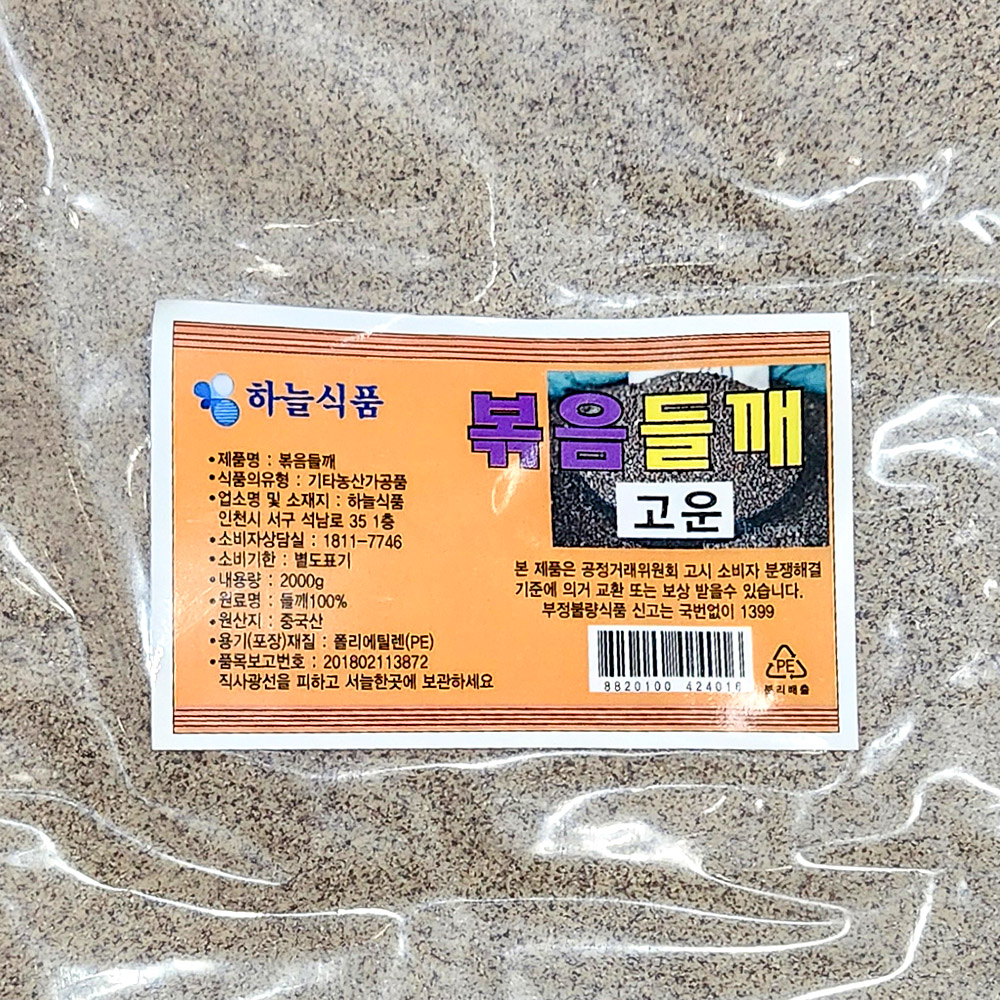 하늘식품
볶음들깨
고운
•제품명 : 볶음들깨
•식품의유형 : 기타농산가공품
•업소명 및 소재지 : 하늘식품
인천시 서구 석남로 35 1층
•소비자상담실 : 1811-7746
•소비기한 : 별도표기
•내용량 : 2000g
•원료명 : 들깨100%
•원산지 : 중국산
•용기(포장)재질 : 폴리에틸렌(PE)
•품목보고번호 : 201802113872
직사광선을 피하고 서늘한곳에 보관하세요
본 제품은 공정거래위원회 고시 소비자 분쟁해결
기준에 의거 교환 또는 보상 받을수 있습니다.
부정불량식품 신고는 국번없이 1399
8820100 424016
PE
분리배출